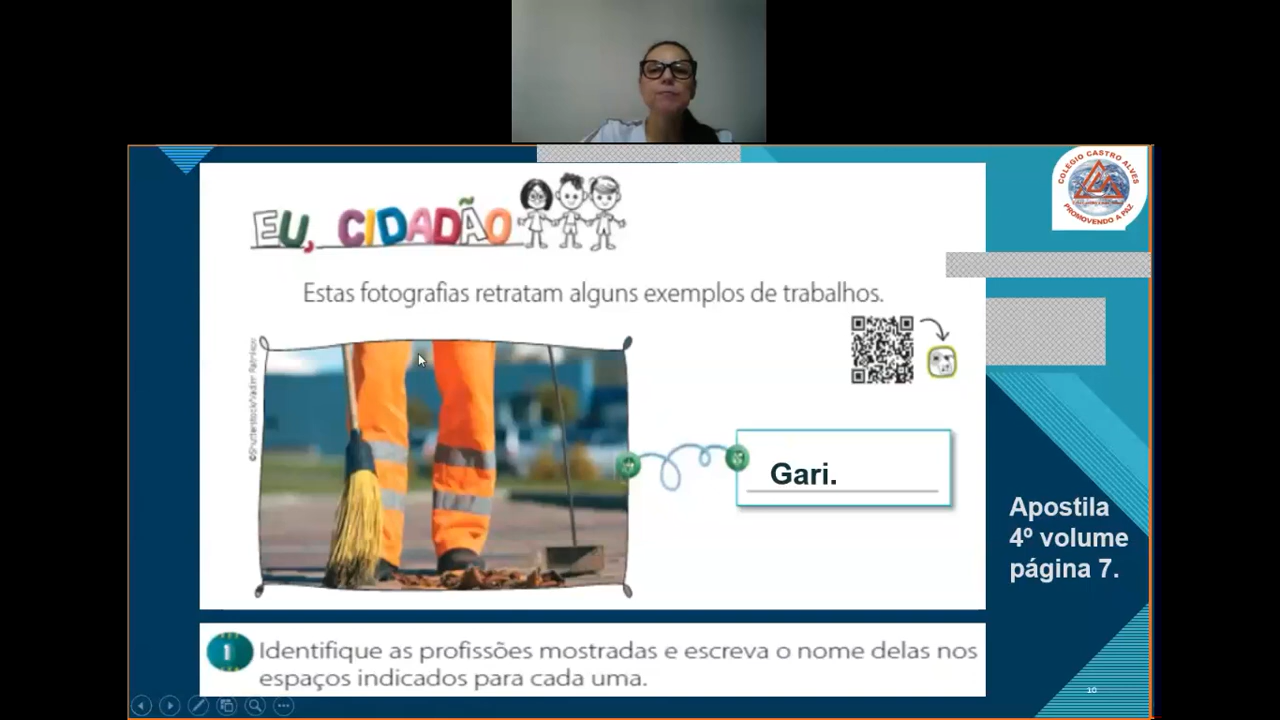 COLÉGIO CASTRO ALVES
PROMOVENDO A PAZ
EU, CIDADÃO
Estas fotografias retratam alguns exemplos de trabalhos.
Gari.
Apostila
4º volume
página 7.
1 Identifique as profissões mostradas e escreva o nome delas nos
espaços indicados para cada uma.
10